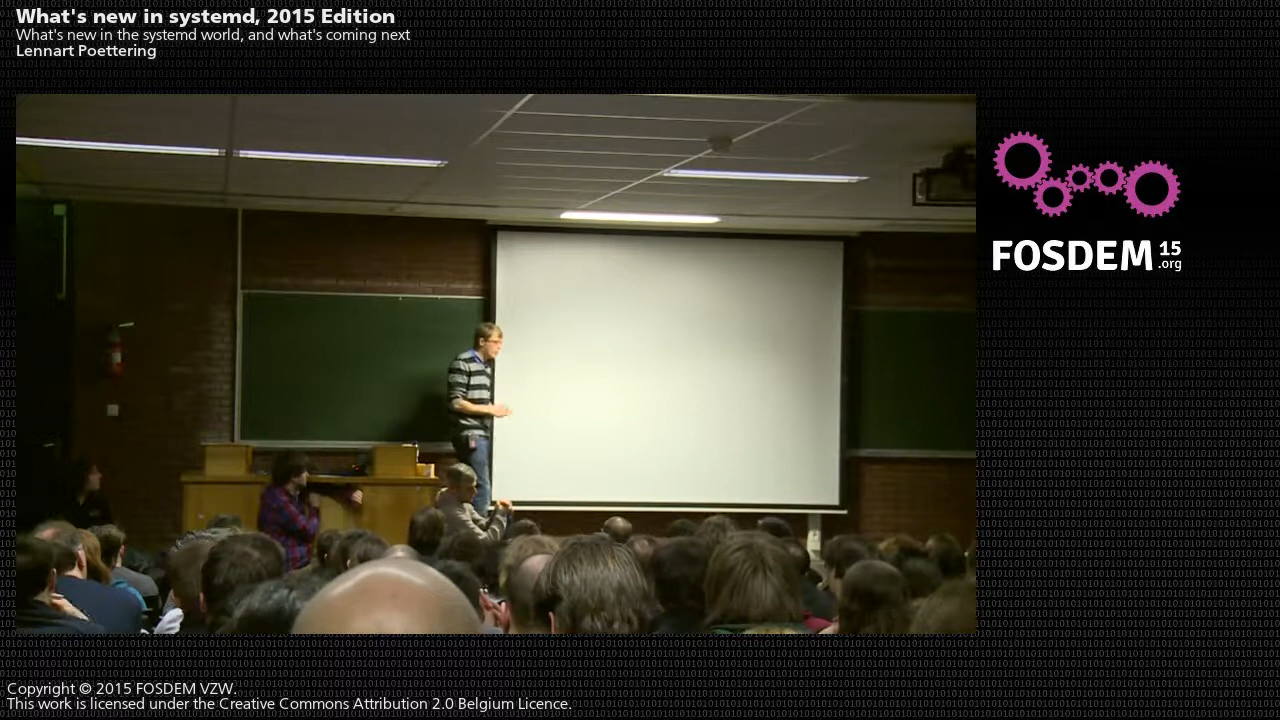 What's new in systemd, 2015 Edition
What's new in the systemd world, and what's coming next
Lennart Poettering
FOSDEM 15
.org
Copyright © 2015 FOSDEM VZW.
This work is licensed under the Creative Commons Attribution 2.0 Belgium Licence.